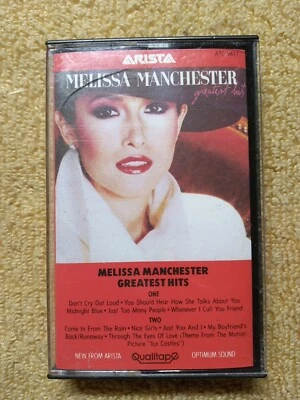 ARISTA
MELISSA MANCHESTER
greatest hits
MELISSA MANCHESTER
GREATEST HITS
ONE
Don't Cry Out Loud • You Should Hear How She Talks About You
Midnight Blue • Just Too Many People • Whenever I Call You Friend
TWO
Come In From The Rain • Nice Girls • Just You And I • My Boyfriend's
Back/Runaway • Through The Eyes Of Love (Theme From The Motion
Picture "Ice Castles")
NEW FROM ARISTA
Qualitape
OPTIMUM SOUND